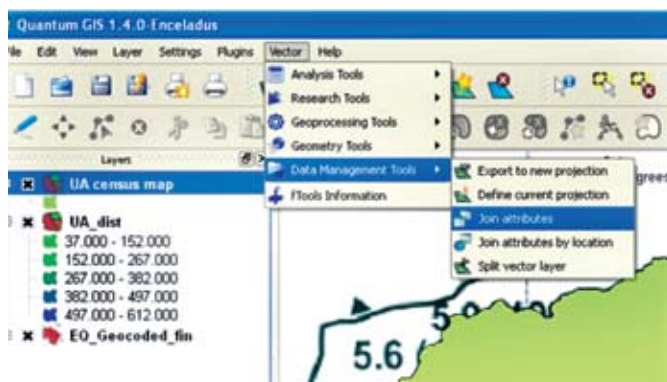 Quantum GIS 1.4.0-Enceladus
File Edit View Layer Settings Plugins Vector Help
Analysis Tools
Research Tools
Geoprocessing Tools
Geometry Tools
Data Management Tools
fTools Information
Export to new projection
Define current projection
Join attributes
Join attributes by location
Split vector layer
Layers
UA census map
UA_dist
37.000 - 152.000
152.000 - 267.000
267.000 - 382.000
382.000 - 497.000
497.000 - 612.000
EO_Geocoded_fin
5.6